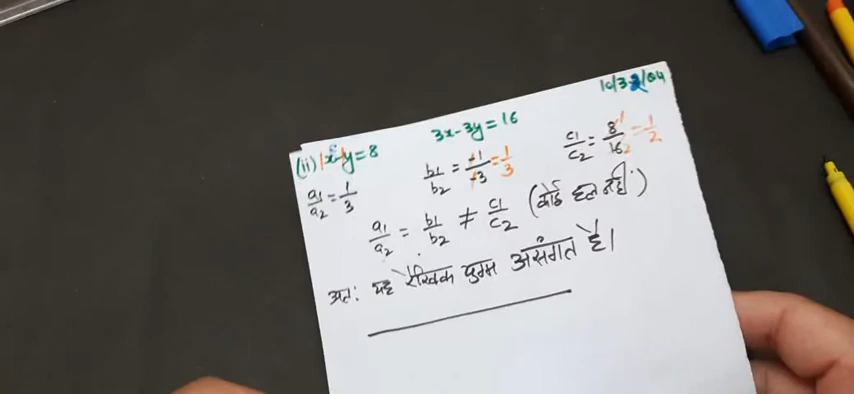 10/3.2/04
(ii) x-y=8 3x-3y=16
a1/a2 = 1/3 b1/b2 = -1/-3 = 1/3 c1/c2 = 8/16 = 1/2
a1/a2 = b1/b2 ≠ c1/c2 (कोई हल नहीं)
अतः यह रैखिक युग्म असंगत है।